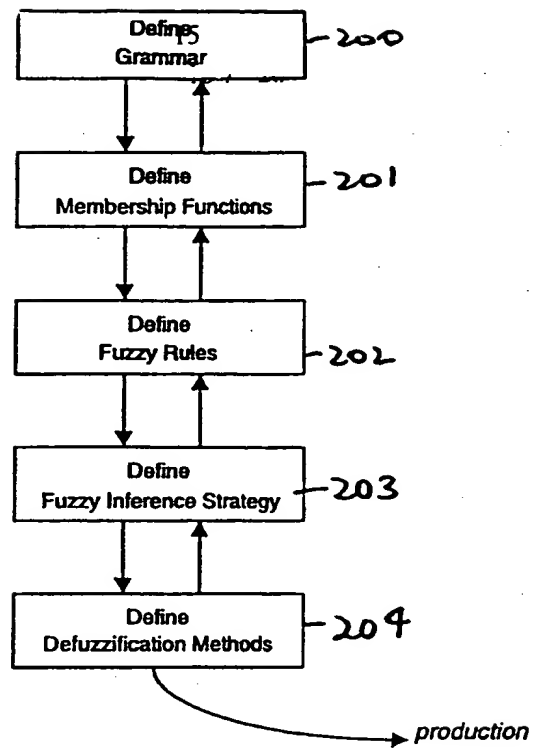 Define
Grammar
200
Define
Membership Functions
201
Define
Fuzzy Rules
202
Define
Fuzzy Inference Strategy
203
Define
Defuzzification Methods
204
production